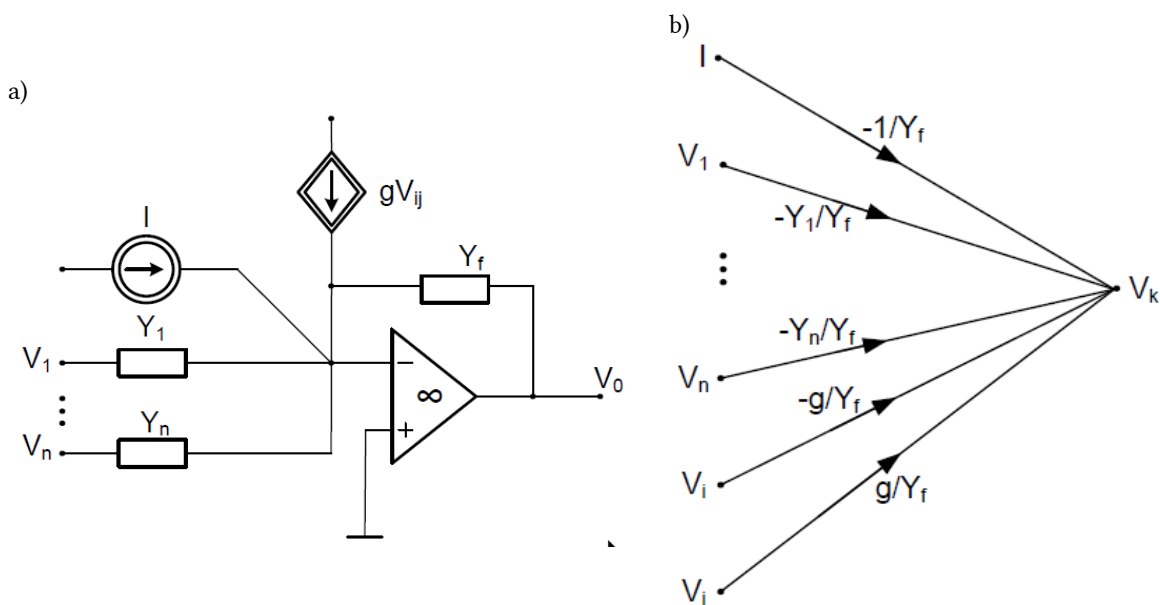 a)
gV_ij
I
Y_f
Y_1
V_1
V_0
∞
−
+
⋮
Y_n
V_n
b)
I
-1/Y_f
V_1
-Y_1/Y_f
⋮
V_k
-Y_n/Y_f
V_n
-g/Y_f
V_i
g/Y_f
V_j